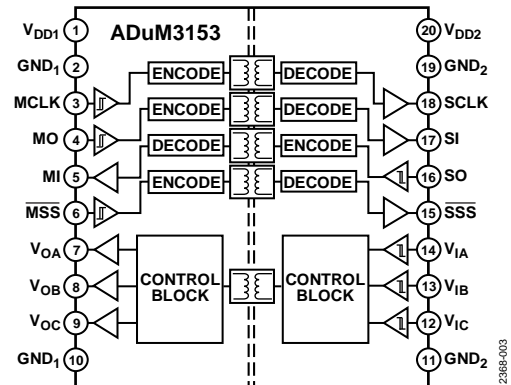 ADuM3153
VDD1 1
20 VDD2
GND1 2
19 GND2
MCLK 3
ENCODE
DECODE
18 SCLK
MO 4
ENCODE
DECODE
17 SI
MI 5
DECODE
ENCODE
16 SO
MSS 6
ENCODE
DECODE
15 SSS
VOA 7
14 VIA
VOB 8
CONTROL
BLOCK
CONTROL
BLOCK
13 VIB
VOC 9
12 VIC
GND1 10
11 GND2
2368-003